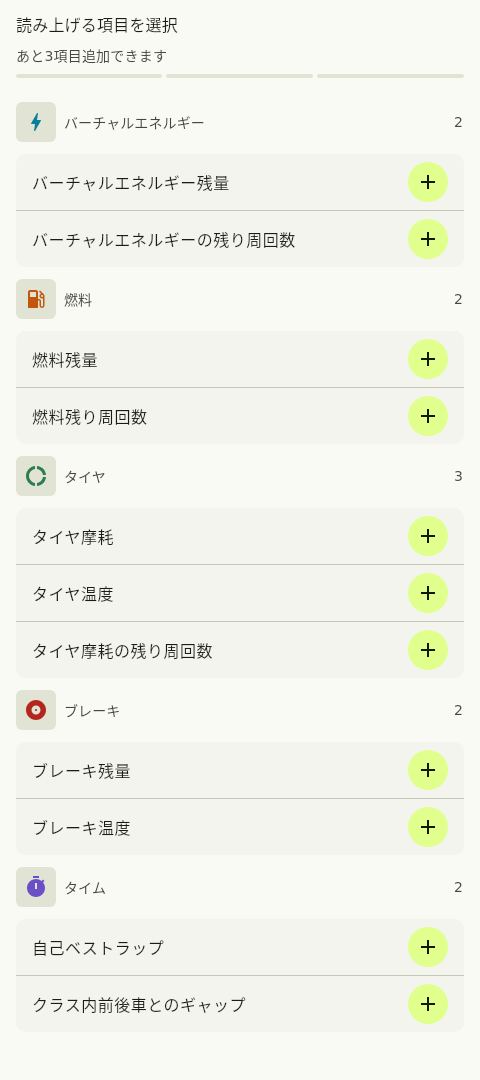 読み上げる項目を選択
あと3項目追加できます
バーチャルエネルギー 2
バーチャルエネルギー残量
バーチャルエネルギーの残り周回数
燃料 2
燃料残量
燃料残り周回数
タイヤ 3
タイヤ摩耗
タイヤ温度
タイヤ摩耗の残り周回数
ブレーキ 2
ブレーキ残量
ブレーキ温度
タイム 2
自己ベストラップ
クラス内前後車とのギャップ